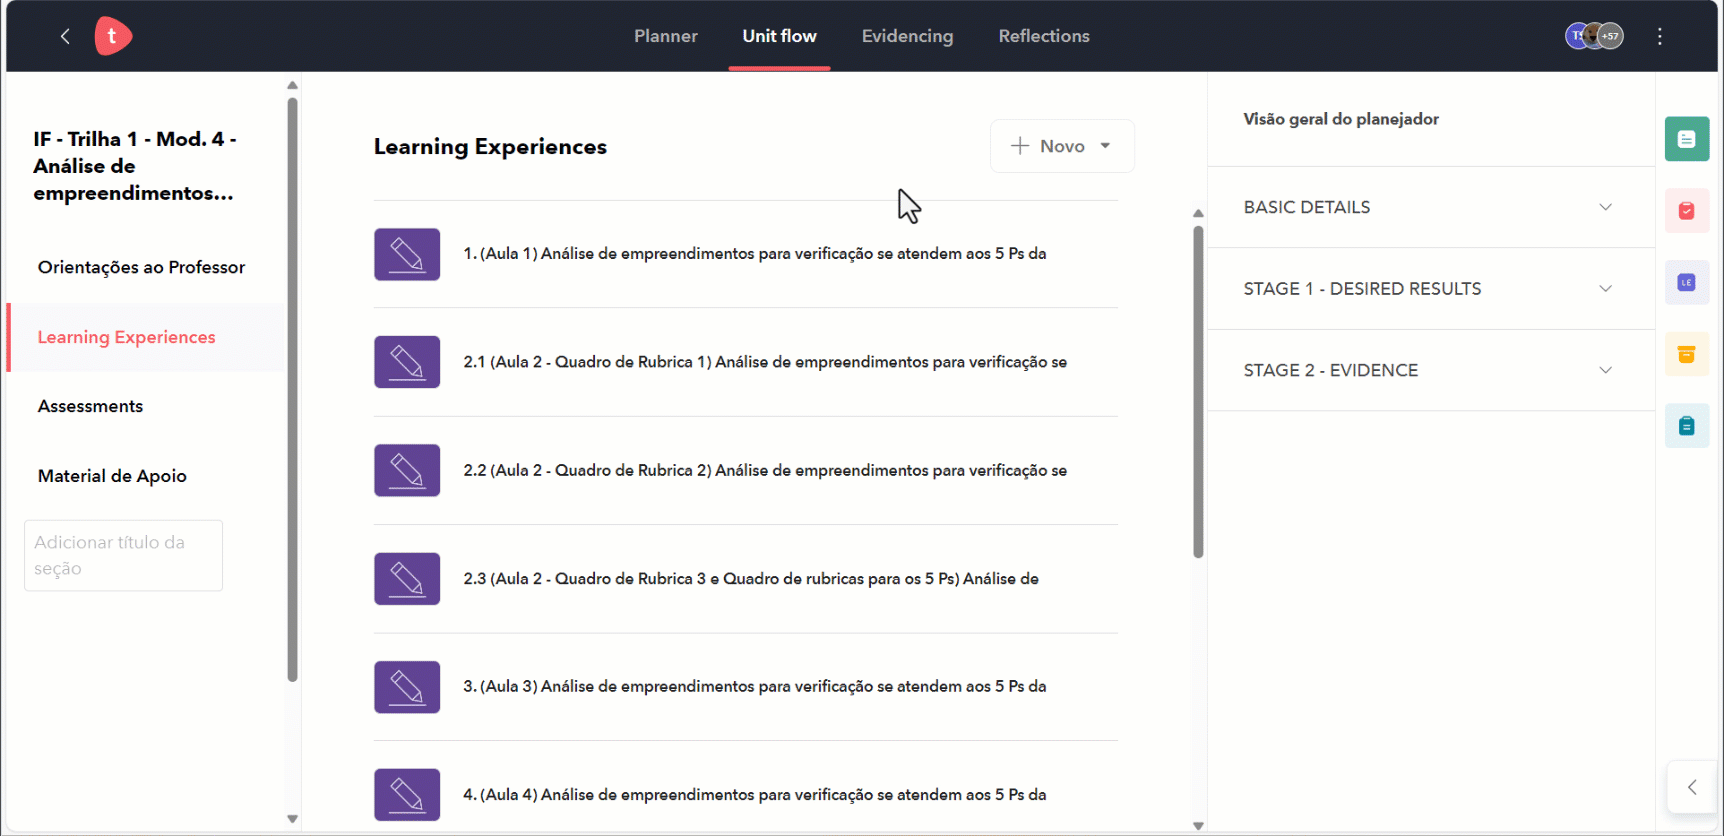 t
Planner
Unit flow
Evidencing
Reflections
+57
IF - Trilha 1 - Mod. 4 -
Análise de
empreendimentos...
Orientações ao Professor
Learning Experiences
Assessments
Material de Apoio
Adicionar título da
seção
Learning Experiences
Novo
1. (Aula 1) Análise de empreendimentos para verificação se atendem aos 5 Ps da
2.1 (Aula 2 - Quadro de Rubrica 1) Análise de empreendimentos para verificação se
2.2 (Aula 2 - Quadro de Rubrica 2) Análise de empreendimentos para verificação se
2.3 (Aula 2 - Quadro de Rubrica 3 e Quadro de rubricas para os 5 Ps) Análise de
3. (Aula 3) Análise de empreendimentos para verificação se atendem aos 5 Ps da
4. (Aula 4) Análise de empreendimentos para verificação se atendem aos 5 Ps da
Visão geral do planejador
BASIC DETAILS
STAGE 1 - DESIRED RESULTS
STAGE 2 - EVIDENCE
LE